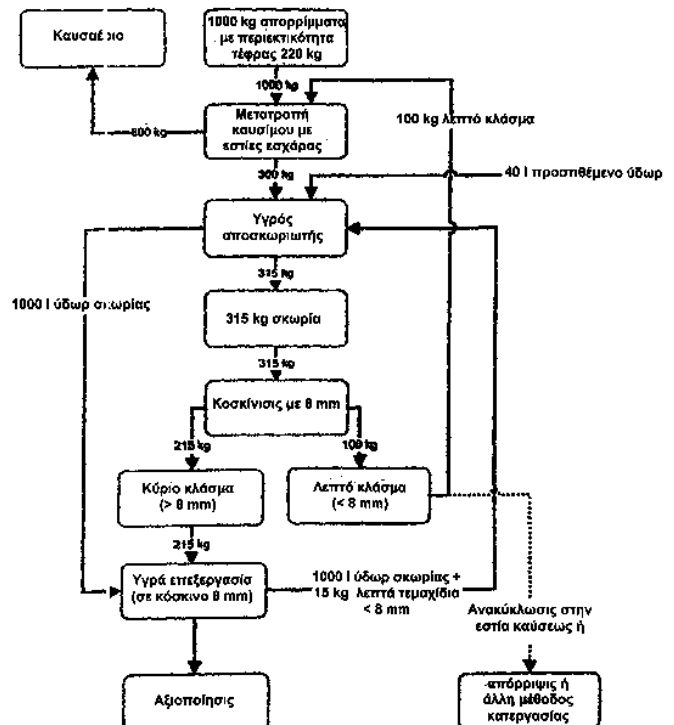 Καυσαέριο
1000 kg απορρίμματα
με περιεκτικότητα
τέφρας 220 kg
1000 kg
100 kg λεπτό κλάσμα
Μετατροπή
καυσίμου με
εστίες εσχάρας
800 kg
300 kg
40 l προστιθέμενο ύδωρ
Υγρός
αποσκωριωτής
315 kg
1000 l ύδωρ σκωρίας
315 kg σκωρία
315 kg
Κοσκίνισις με 8 mm
215 kg
100 kg
Κύριο κλάσμα
(> 8 mm)
Λεπτό κλάσμα
(< 8 mm)
215 kg
Υγρά επεξεργασία
(σε κόσκινο 8 mm)
1000 l ύδωρ σκωρίας +
15 kg λεπτά τεμαχίδια
< 8 mm
Ανακύκλωσις στην
εστία καύσεως ή
Αξιοποίησις
απόρριψις ή
άλλη μέθοδος
κατεργασίας